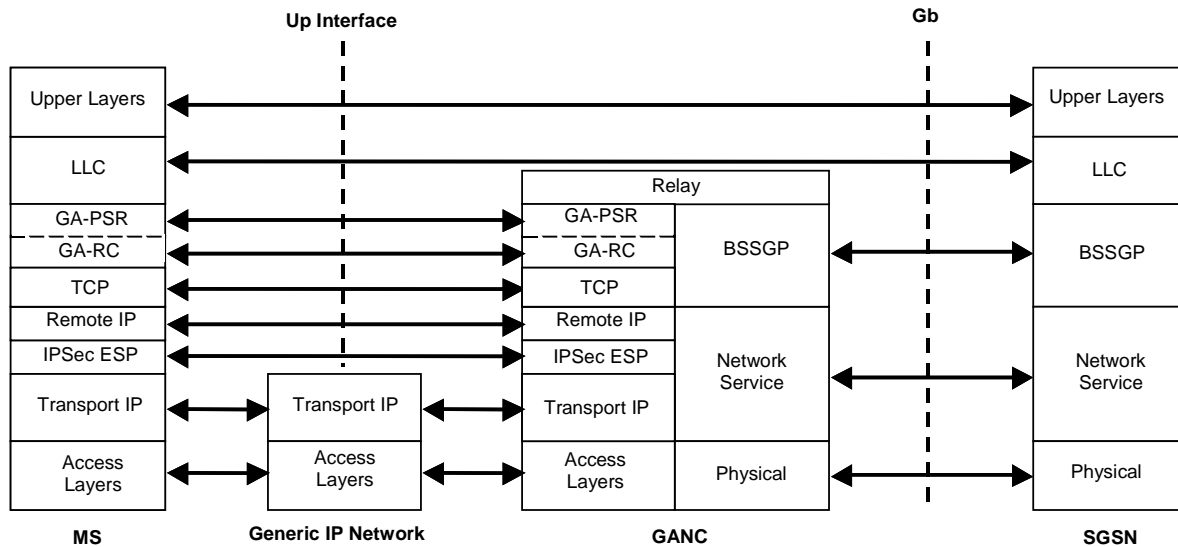 Up Interface
Gb
Upper Layers
LLC
GA-PSR
GA-RC
TCP
Remote IP
IPSec ESP
Transport IP
Access
Layers
MS
Transport IP
Access
Layers
Generic IP Network
Relay
GA-PSR
GA-RC
TCP
Remote IP
IPSec ESP
Transport IP
Access
Layers
BSSGP
Network
Service
Physical
GANC
Upper Layers
LLC
BSSGP
Network
Service
Physical
SGSN